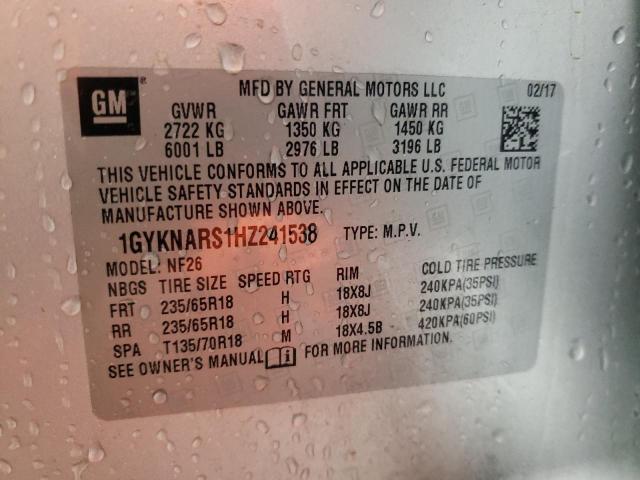 GM
MFD BY GENERAL MOTORS LLC 02/17
GVWR GAWR FRT GAWR RR
2722 KG 1350 KG 1450 KG
6001 LB 2976 LB 3196 LB
THIS VEHICLE CONFORMS TO ALL APPLICABLE U.S. FEDERAL MOTOR
VEHICLE SAFETY STANDARDS IN EFFECT ON THE DATE OF
MANUFACTURE SHOWN ABOVE.
1GYKNARS1HZ241538 TYPE: M.P.V.
MODEL: NF26
NBGS TIRE SIZE SPEED RTG RIM COLD TIRE PRESSURE
FRT 235/65R18 H 18X8J 240KPA(35PSI)
RR 235/65R18 H 18X8J 240KPA(35PSI)
SPA T135/70R18 M 18X4.5B 420KPA(60PSI)
SEE OWNER'S MANUAL FOR MORE INFORMATION.